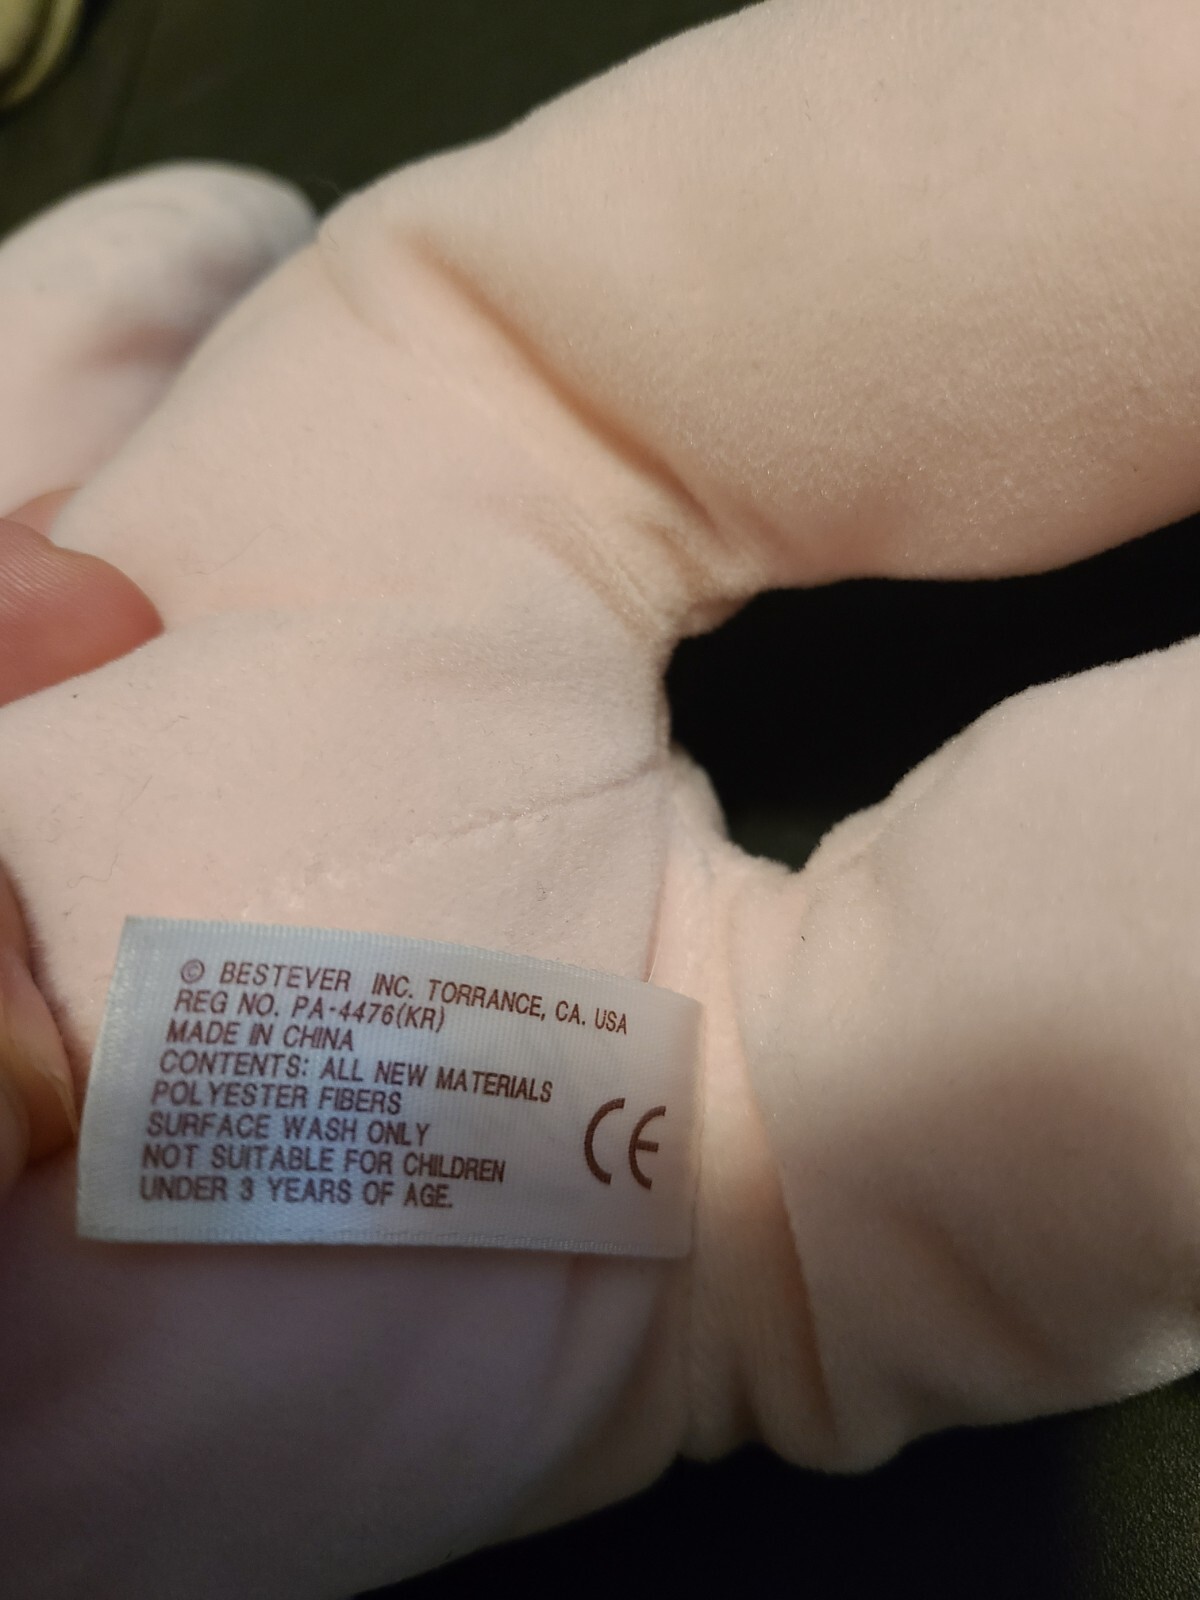 © BESTEVER INC. TORRANCE, CA. USA
REG NO. PA-4476(KR)
MADE IN CHINA
CONTENTS: ALL NEW MATERIALS
POLYESTER FIBERS
SURFACE WASH ONLY
NOT SUITABLE FOR CHILDREN
UNDER 3 YEARS OF AGE.
CE